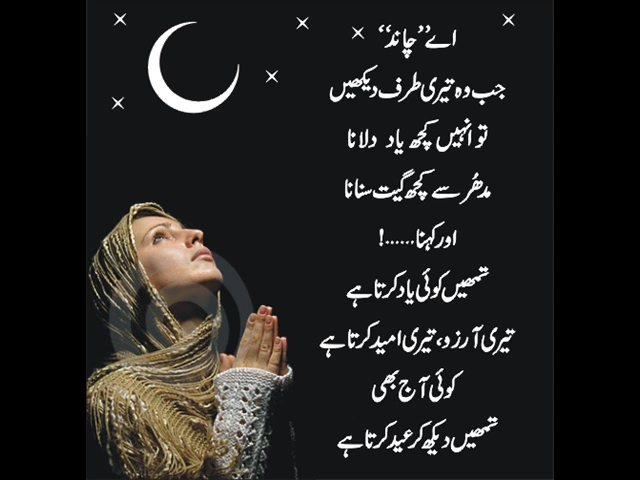 اے ”چاند“
جب وہ تیری طرف دیکھیں
تو انہیں کچھ یاد دلانا
مدھُر سے کچھ گیت سنانا
اور کہنا......!
تمھیں کوئی یاد کرتا ہے
تیری آرزو، تیری امید کرتا ہے
کوئی آج بھی
تمھیں دیکھ کر عید کرتا ہے